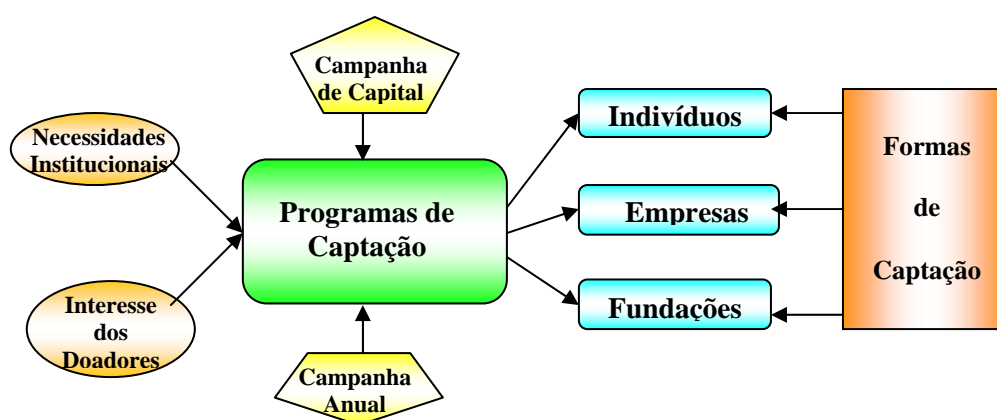 Campanha
de Capital
Necessidades
Institucionais
Interesse
dos
Doadores
Programas de
Captação
Campanha
Anual
Indivíduos
Empresas
Fundações
Formas
de
Captação